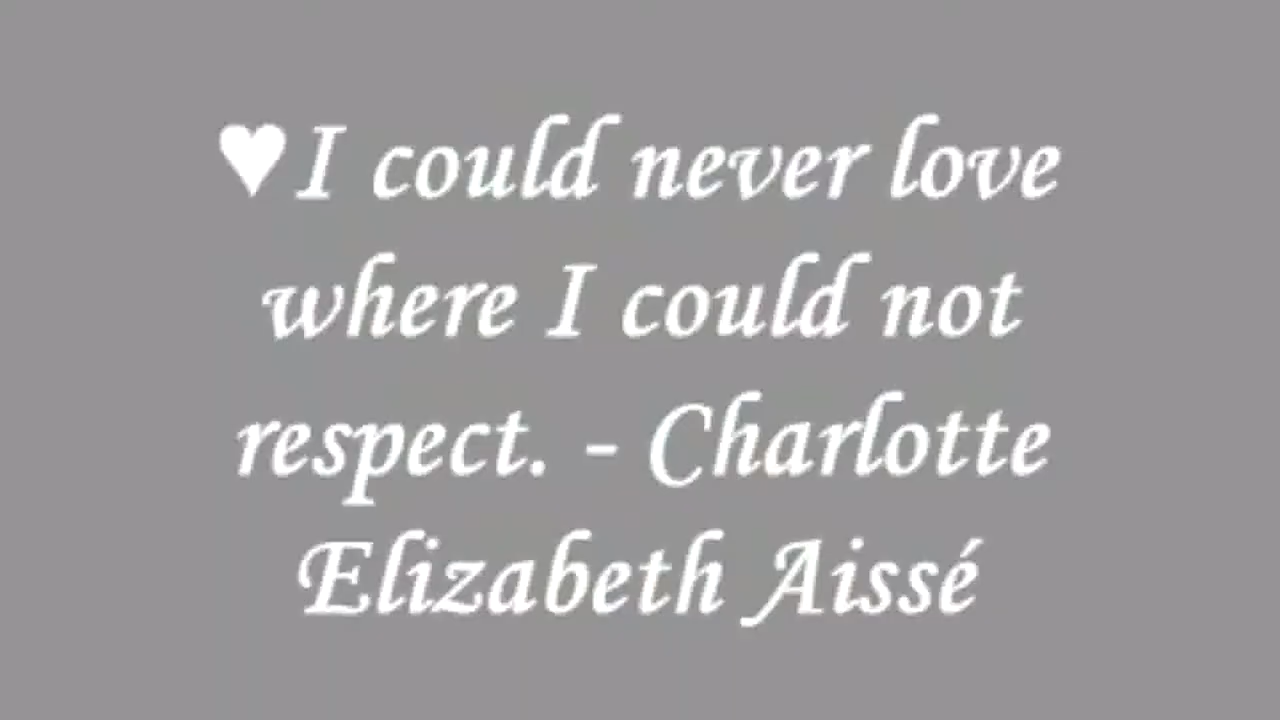 ♥I could never love
where I could not
respect. - Charlotte
Elizabeth Aissé